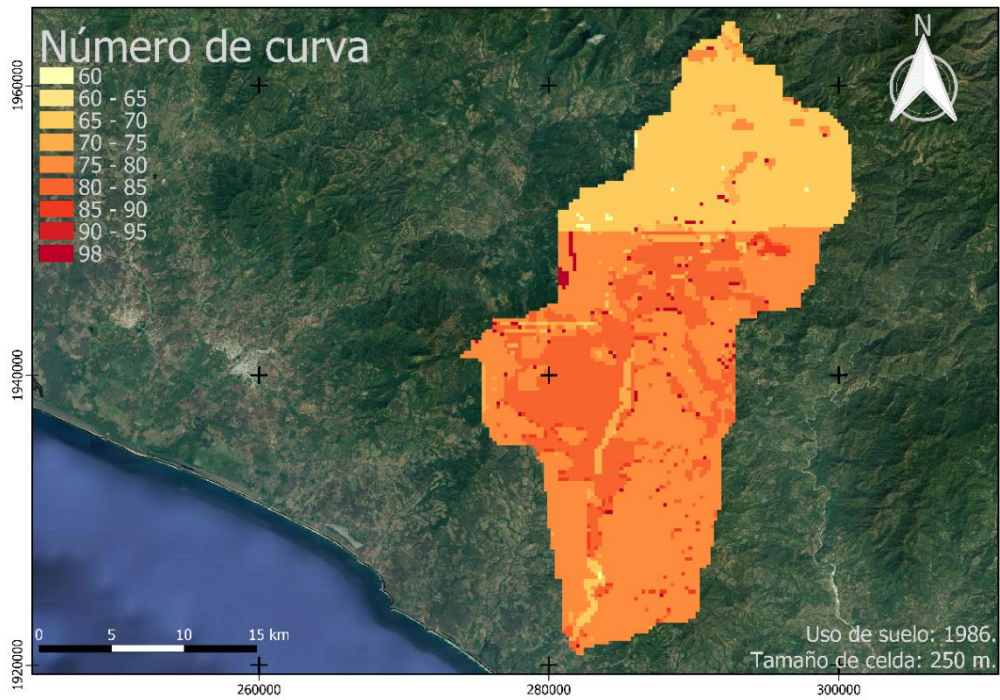 Número de curva
60
60 - 65
65 - 70
70 - 75
75 - 80
80 - 85
85 - 90
90 - 95
98
N
1960000
1940000
1920000
0 5 10 15 km
Uso de suelo: 1986.
Tamaño de celda: 250 m.
260000 280000 300000